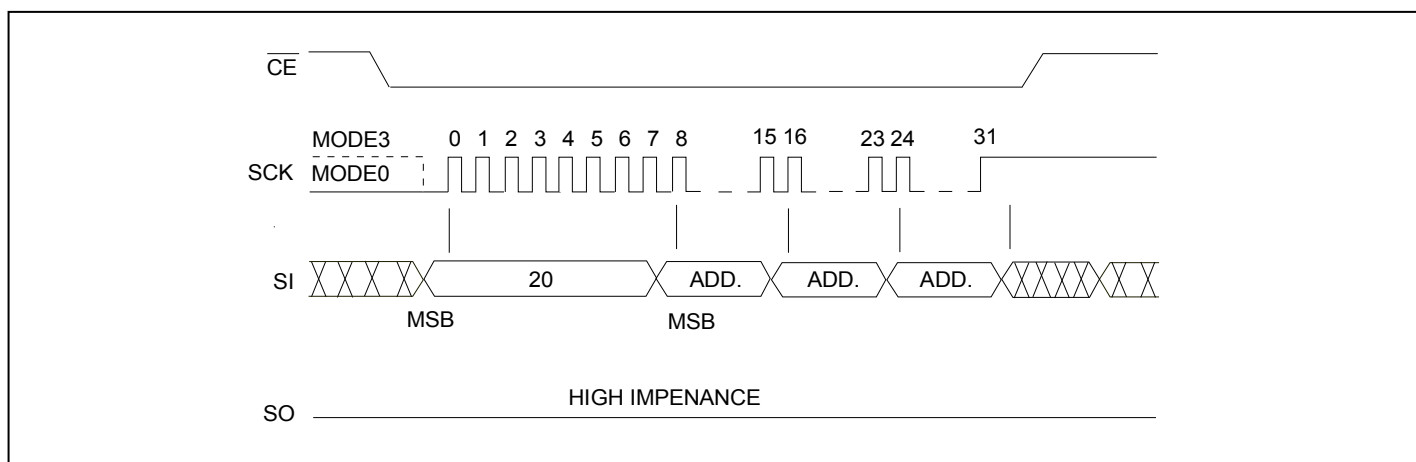 CE
MODE3 0 1 2 3 4 5 6 7 8 15 16 23 24 31
SCK MODE0
SI 20 ADD. ADD. ADD.
MSB MSB
HIGH IMPENANCE
SO